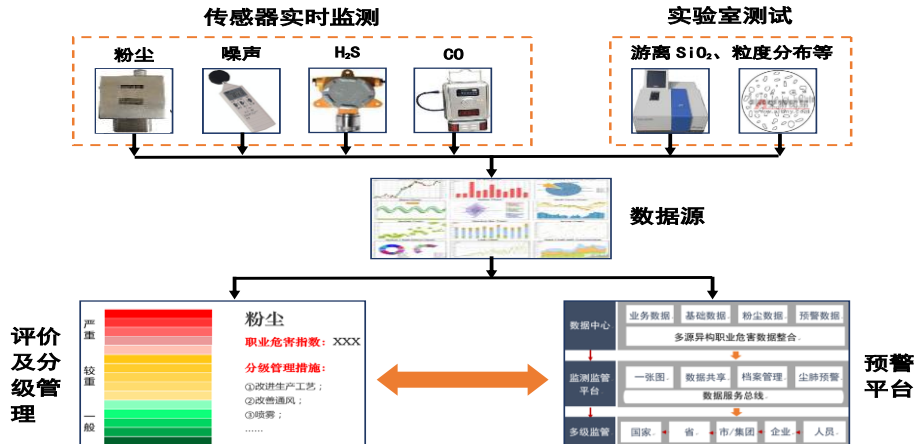 传感器实时监测
实验室测试
粉尘
噪声
H₂S
CO
游离 SiO₂、粒度分布等
数据源
评价及分级管理
严重
较重
一般
粉尘
职业危害指数：XXX
分级管理措施：
①改进生产工艺；
②改善通风；
③喷雾；
……
数据中心
业务数据
基础数据
粉尘数据
预警数据
多源异构职业危害数据整合
监测监管平台
一张图
数据共享
档案管理
尘肺预警
数据服务总线
多级监管
国家
省
市/集团
企业
人员
预警平台